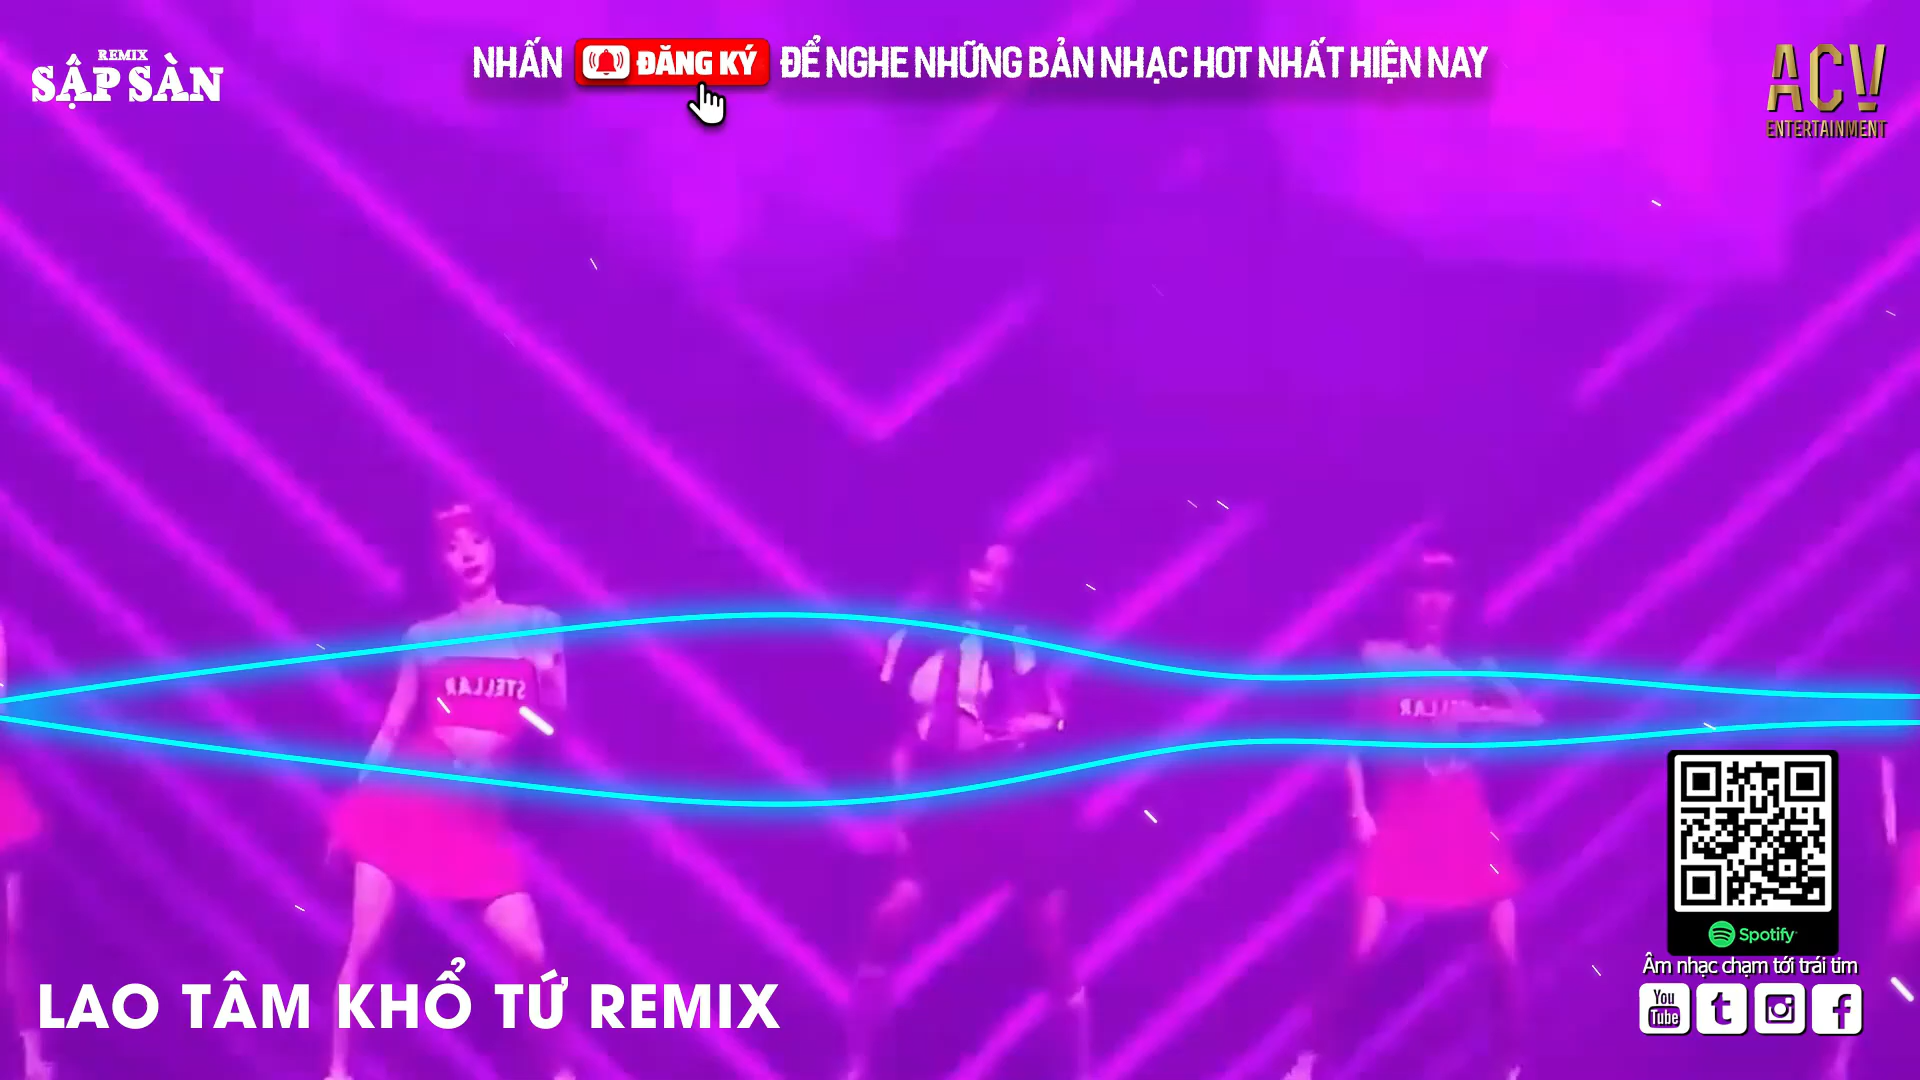 REMIX
SẬP SÀN
NHẤN ĐĂNG KÝ ĐỂ NGHE NHỮNG BẢN NHẠC HOT NHẤT HIỆN NAY
ACV
ENTERTAINMENT
STELLAR
STELLAR
Spotify
Âm nhạc chạm tới trái tim
You
Tube
LAO TÂM KHỔ TỨ REMIX